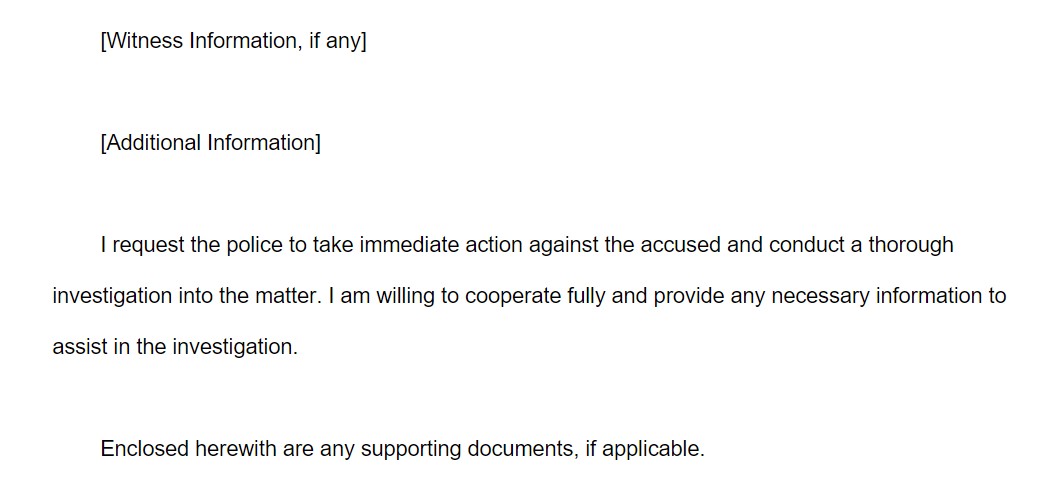 [Witness Information, if any]
[Additional Information]
I request the police to take immediate action against the accused and conduct a thorough
investigation into the matter. I am willing to cooperate fully and provide any necessary information to
assist in the investigation.
Enclosed herewith are any supporting documents, if applicable.